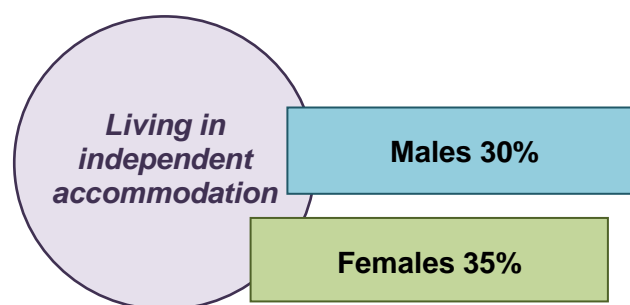 Living in
independent
accommodation
Males 30%
Females 35%